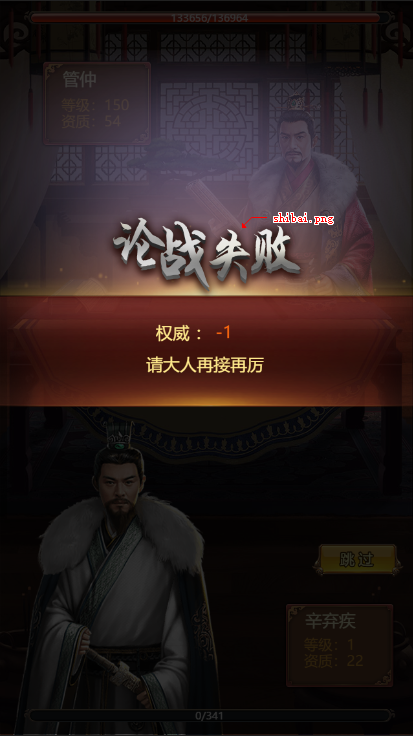 133656/136964
管仲
等级：150
资质：54
shibai.png
论战失败
权威： -1
请大人再接再厉
跳过
辛弃疾
等级：1
资质：22
0/341